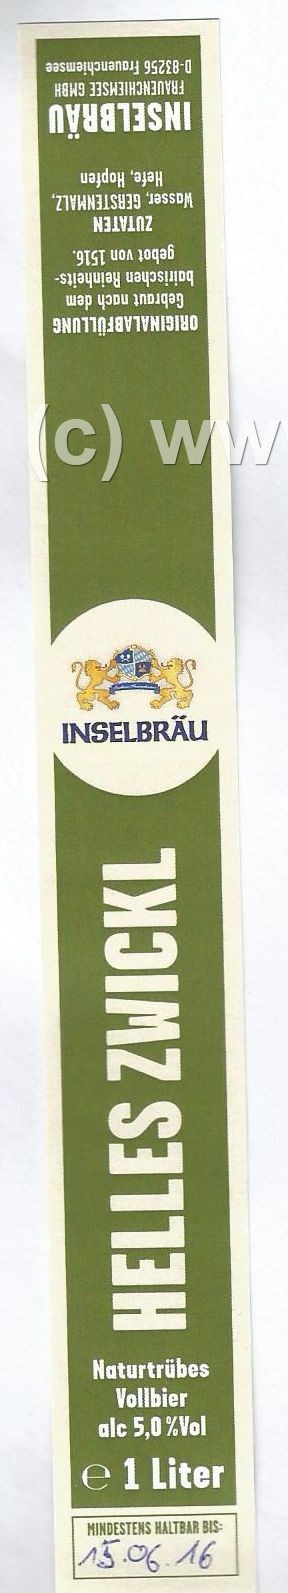 INSELBRÄU
FRAUENCHIEMSEE GMBH
D-83256 Frauenchiemsee
ZUTATEN
Wasser, GERSTENMALZ,
Hefe, Hopfen
ORIGINALABFÜLLUNG
Gebraut nach dem
bairischen Reinheits-
gebot von 1516.
(c) ww
INSELBRÄU
HELLES ZWICKL
Naturtrübes
Vollbier
alc 5,0 %Vol
℮ 1 Liter
MINDESTENS HALTBAR BIS:
15.06.16